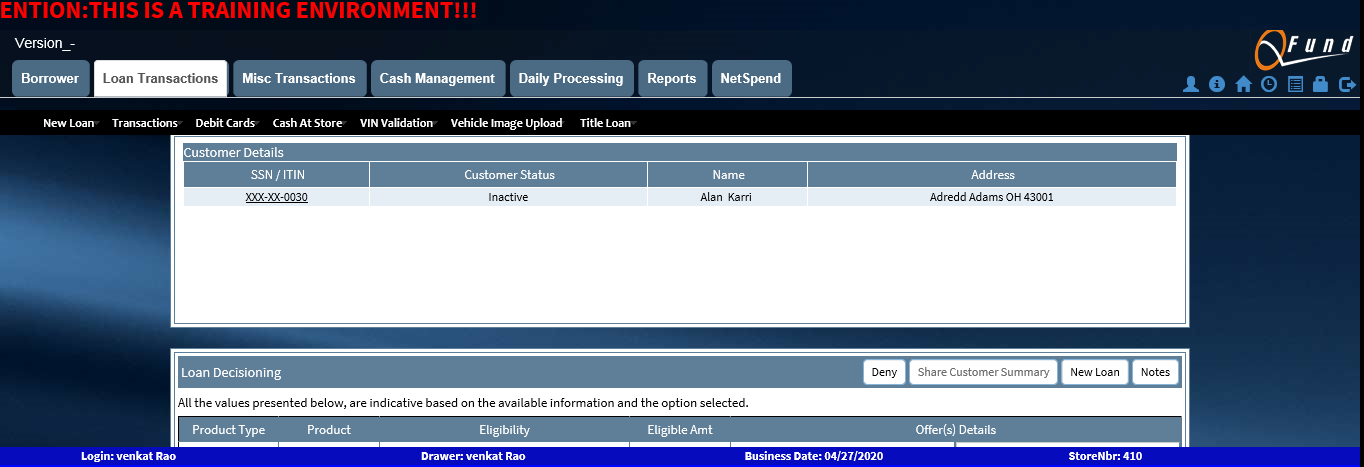 ENTION:THIS IS A TRAINING ENVIRONMENT!!!
Version_-
QFund
Borrower Loan Transactions Misc Transactions Cash Management Daily Processing Reports NetSpend
New Loan Transactions Debit Cards Cash At Store VIN Validation Vehicle Image Upload Title Loan
Customer Details
SSN / ITIN Customer Status Name Address
XXX-XX-0030 Inactive Alan Karri Adredd Adams OH 43001
Loan Decisioning Deny Share Customer Summary New Loan Notes
All the values presented below, are indicative based on the available information and the option selected.
Product Type Product Eligibility Eligible Amt Offer(s) Details
Login: venkat Rao Drawer: venkat Rao Business Date: 04/27/2020 StoreNbr: 410